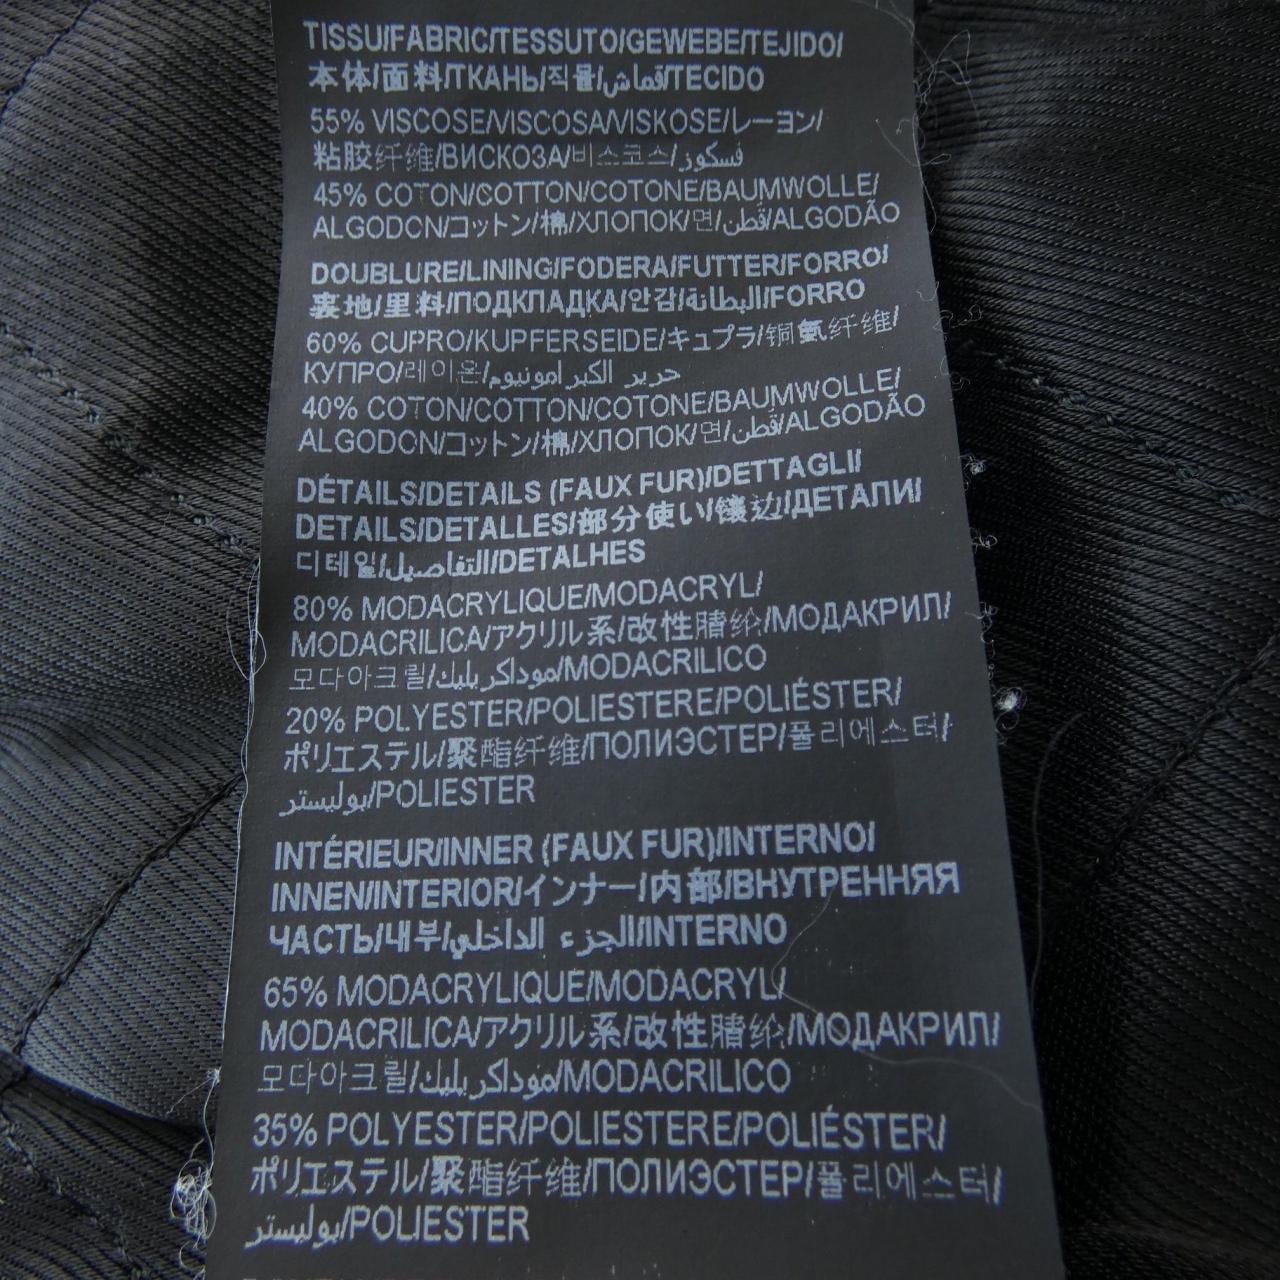 TISSU/FABRIC/TESSUTO/GEWEBE/TEJIDO/
本体/面料/ТКАНЬ/직물/قماش/TECIDO
55% VISCOSE/VISCOSA/VISKOSE/レーヨン/
粘胶纤维/ВИСКОЗА/비스코스/فسكوز
45% COTON/COTTON/COTONE/BAUMWOLLE/
ALGODON/コットン/棉/ХЛОПОК/면/قُطن/ALGODÃO
DOUBLURE/LINING/FODERA/FUTTER/FORRO/
裏地/里料/ПОДКЛАДКА/안감/البطانة/FORRO
60% CUPRO/KUPFERSEIDE/キュプラ/铜氨纤维/
КУПРО/레이온/حرير الكبرامونيوم
40% COTON/COTTON/COTONE/BAUMWOLLE/
ALGODON/コットン/棉/ХЛОПОК/면/قُطن/ALGODÃO
DÉTAILS/DETAILS (FAUX FUR)/DETTAGLI/
DETAILS/DETALLES/部分使い/镶边/ДЕТАЛИ/
디테일/التفاصيل/DETALHES
80% MODACRYLIQUE/MODACRYL/
MODACRILICA/アクリル系/改性腈纶/МОДАКРИЛ/
모다아크릴/موداكريليك/MODACRILICO
20% POLYESTER/POLIESTERE/POLIÉSTER/
ポリエステル/聚酯纤维/ПОЛИЭСТЕР/폴리에스터/
بوليستر/POLIESTER
INTÉRIEUR/INNER (FAUX FUR)/INTERNO/
INNEN/INTERIOR/インナー/内部/ВНУТРЕННЯЯ
ЧАСТЬ/내부/الجزء الداخلي/INTERNO
65% MODACRYLIQUE/MODACRYL/
MODACRILICA/アクリル系/改性腈纶/МОДАКРИЛ/
모다아크릴/موداكريليك/MODACRILICO
35% POLYESTER/POLIESTERE/POLIÉSTER/
ポリエステル/聚酯纤维/ПОЛИЭСТЕР/폴리에스터/
بوليستر/POLIESTER